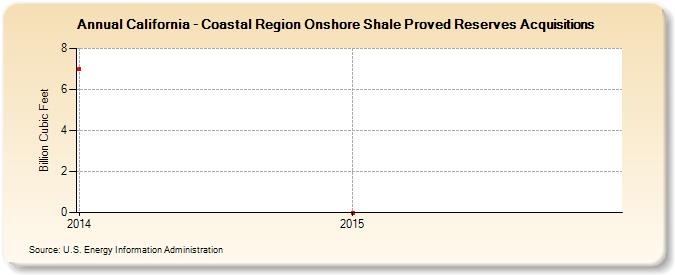 Annual California - Coastal Region Onshore Shale Proved Reserves Acquisitions
Billion Cubic Feet
8
6
4
2
0
2014 2015
Source: U.S. Energy Information Administration